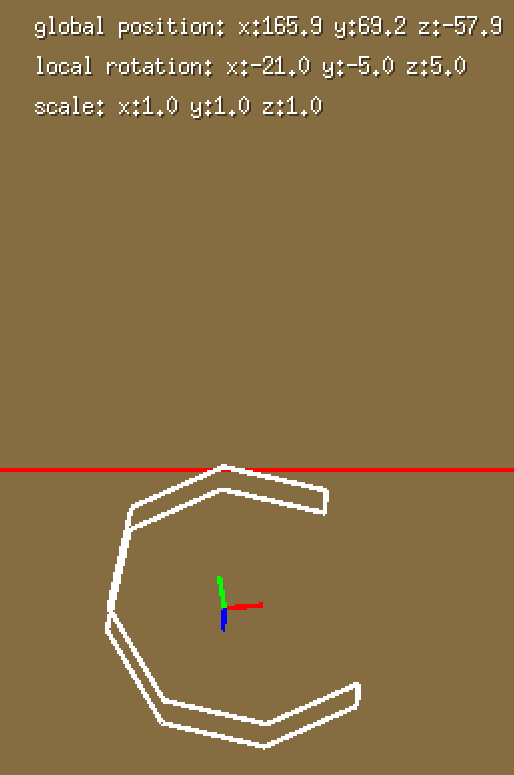 global position: x:165.9 y:69.2 z:-57.9
local rotation: x:-21.0 y:-5.0 z:5.0
scale: x:1.0 y:1.0 z:1.0